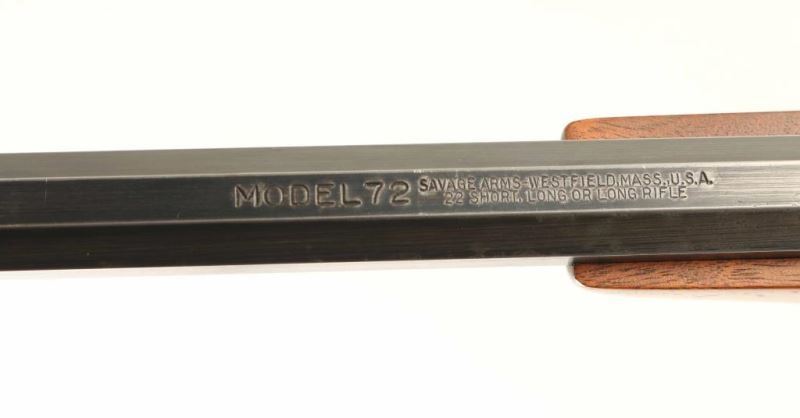 MODEL 72
SAVAGE ARMS-WESTFIELD, MASS., U.S.A.
22 SHORT, LONG OR LONG RIFLE